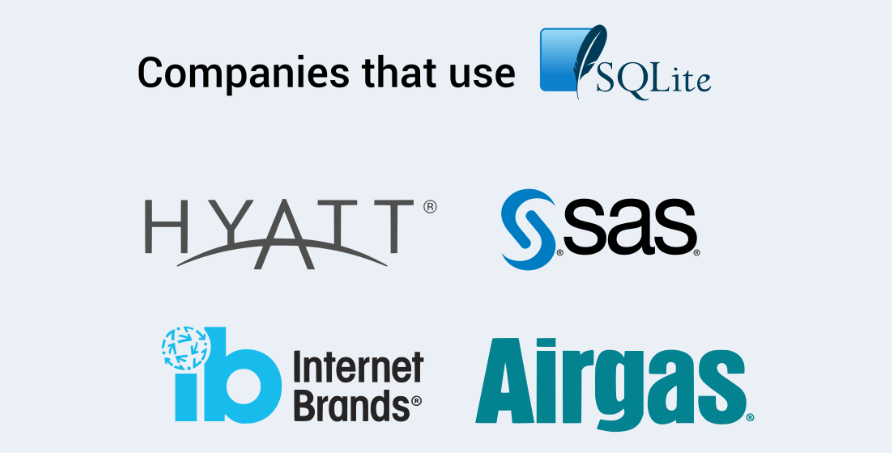 Companies that use SQLite
HYATT®
S®sas®
ib Internet
Brands®
Airgas®